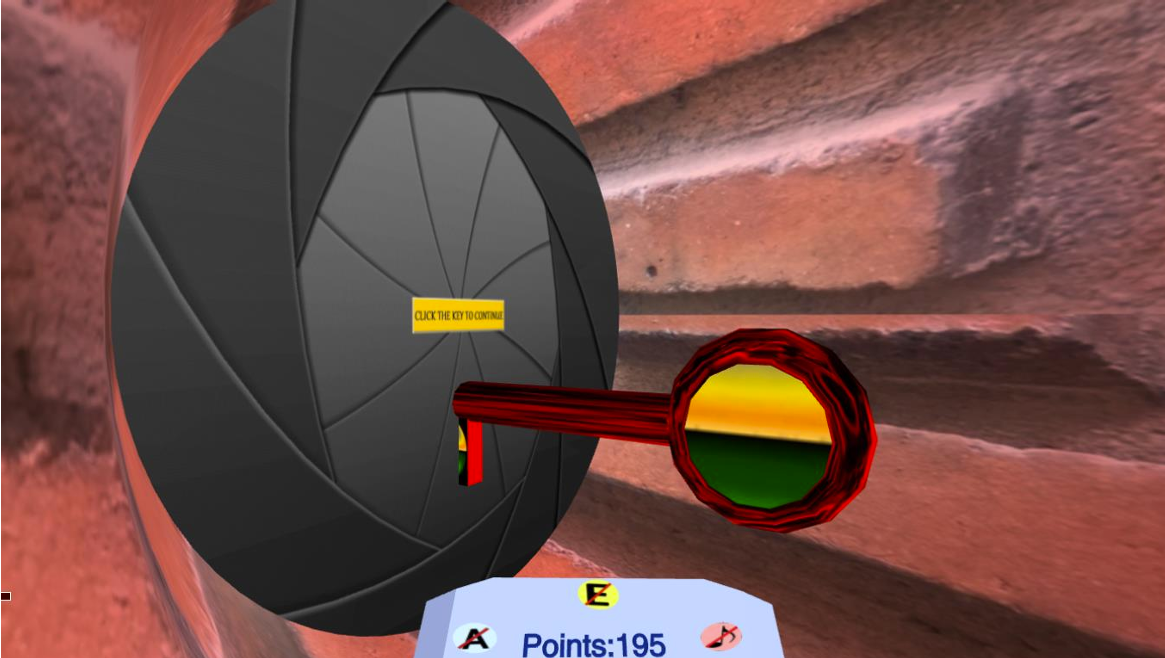 CLICK THE KEY TO CONTINUE
E
A
Points:195